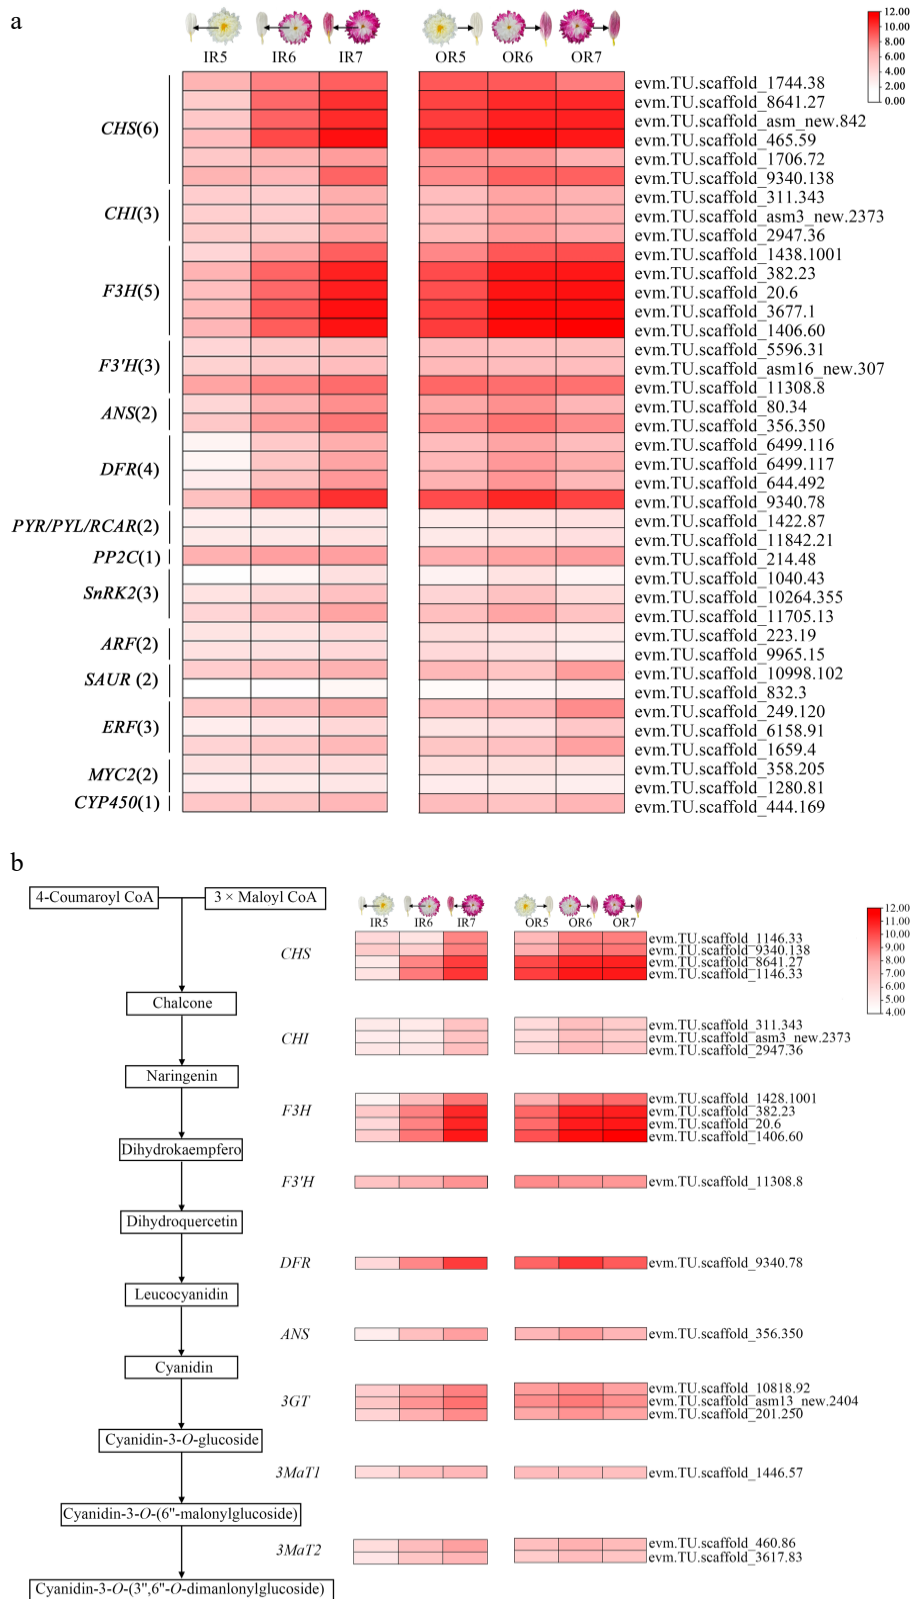 a
IR5 IR6 IR7 OR5 OR6 OR7
12.00
10.00
8.00
6.00
4.00
2.00
0.00
CHS(6)
evm.TU.scaffold_1744.38
evm.TU.scaffold_8641.27
evm.TU.scaffold_asm_new.842
evm.TU.scaffold_465.59
evm.TU.scaffold_1706.72
evm.TU.scaffold_9340.138
CHI(3)
evm.TU.scaffold_311.343
evm.TU.scaffold_asm3_new.2373
evm.TU.scaffold_2947.36
F3H(5)
evm.TU.scaffold_1438.1001
evm.TU.scaffold_382.23
evm.TU.scaffold_20.6
evm.TU.scaffold_3677.1
evm.TU.scaffold_1406.60
F3'H(3)
evm.TU.scaffold_5596.31
evm.TU.scaffold_asm16_new.307
evm.TU.scaffold_11308.8
ANS(2)
evm.TU.scaffold_80.34
evm.TU.scaffold_356.350
DFR(4)
evm.TU.scaffold_6499.116
evm.TU.scaffold_6499.117
evm.TU.scaffold_644.492
evm.TU.scaffold_9340.78
PYR/PYL/RCAR(2)
evm.TU.scaffold_1422.87
evm.TU.scaffold_11842.21
PP2C(1)
evm.TU.scaffold_214.48
SnRK2(3)
evm.TU.scaffold_1040.43
evm.TU.scaffold_10264.355
evm.TU.scaffold_11705.13
ARF(2)
evm.TU.scaffold_223.19
evm.TU.scaffold_9965.15
SAUR (2)
evm.TU.scaffold_10998.102
evm.TU.scaffold_832.3
ERF(3)
evm.TU.scaffold_249.120
evm.TU.scaffold_6158.91
evm.TU.scaffold_1659.4
MYC2(2)
evm.TU.scaffold_358.205
evm.TU.scaffold_1280.81
CYP450(1)
evm.TU.scaffold_444.169
b
4-Coumaroyl CoA
3 × Maloyl CoA
Chalcone
Naringenin
Dihydrokaempfero
Dihydroquercetin
Leucocyanidin
Cyanidin
Cyanidin-3-O-glucoside
Cyanidin-3-O-(6"-malonylglucoside)
Cyanidin-3-O-(3",6"-O-dimanlonylglucoside)
IR5 IR6 IR7 OR5 OR6 OR7
12.00
11.00
10.00
9.00
8.00
7.00
6.00
5.00
4.00
CHS
evm.TU.scaffold_1146.33
evm.TU.scaffold_9340.138
evm.TU.scaffold_8641.27
evm.TU.scaffold_1146.33
CHI
evm.TU.scaffold_311.343
evm.TU.scaffold_asm3_new.2373
evm.TU.scaffold_2947.36
F3H
evm.TU.scaffold_1428.1001
evm.TU.scaffold_382.23
evm.TU.scaffold_20.6
evm.TU.scaffold_1406.60
F3'H
evm.TU.scaffold_11308.8
DFR
evm.TU.scaffold_9340.78
ANS
evm.TU.scaffold_356.350
3GT
evm.TU.scaffold_10818.92
evm.TU.scaffold_asm13_new.2404
evm.TU.scaffold_201.250
3MaT1
evm.TU.scaffold_1446.57
3MaT2
evm.TU.scaffold_460.86
evm.TU.scaffold_3617.83